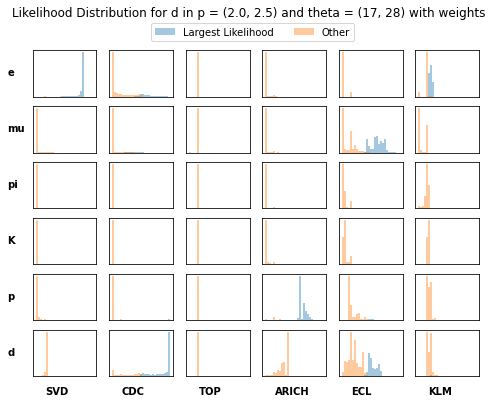 Likelihood Distribution for d in p = (2.0, 2.5) and theta = (17, 28) with weights
Largest Likelihood Other
e
mu
pi
K
p
d
SVD CDC TOP ARICH ECL KLM